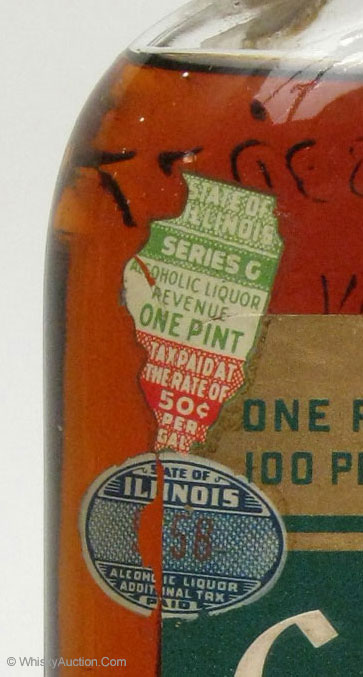 STATE OF
ILLINOIS
SERIES G
ALCOHOLIC LIQUOR
REVENUE
ONE PINT
TAX PAID AT
THE RATE OF
50¢
PER
GAL
ONE
100
STATE OF
ILLINOIS
58
ALCOHOLIC LIQUOR
ADDITIONAL TAX
PAID
© WhiskyAuction.Com